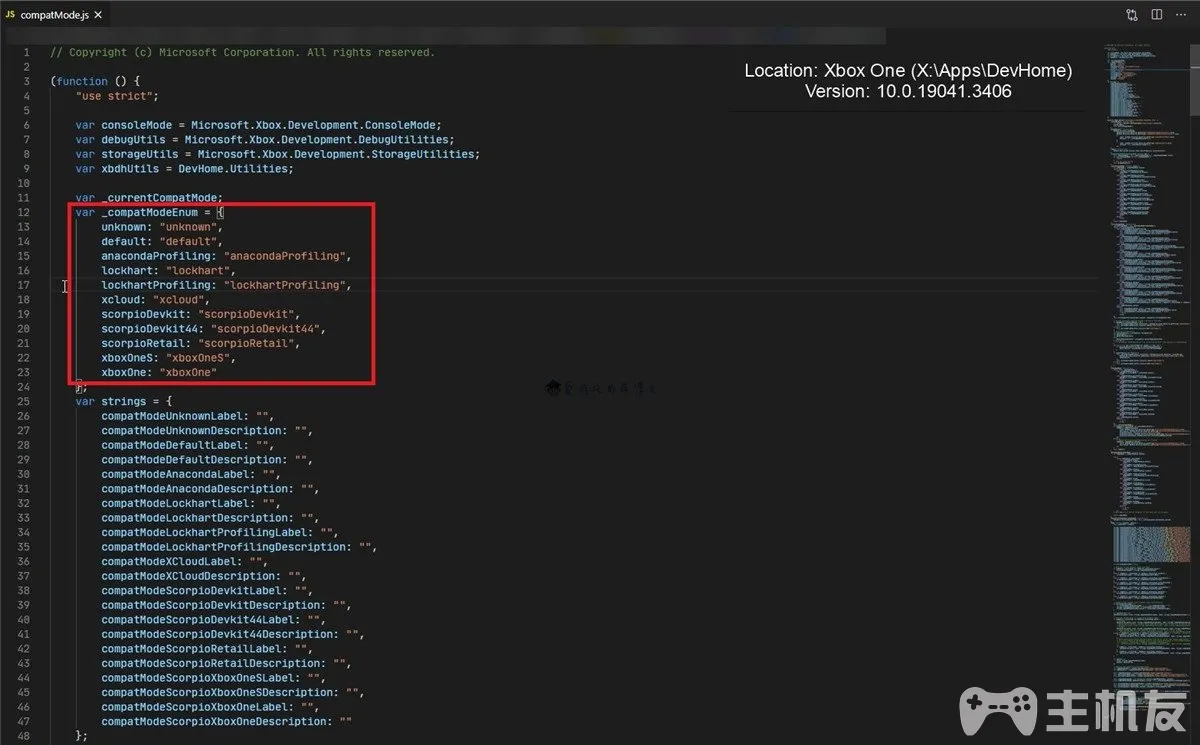 JS compatMode.js ×
Location: Xbox One (X:\Apps\DevHome)
Version: 10.0.19041.3406
1 // Copyright (c) Microsoft Corporation. All rights reserved.
2
3 (function () {
4 "use strict";
5
6 var consoleMode = Microsoft.Xbox.Development.ConsoleMode;
7 var debugUtils = Microsoft.Xbox.Development.DebugUtilities;
8 var storageUtils = Microsoft.Xbox.Development.StorageUtilities;
9 var xbdhUtils = DevHome.Utilities;
10
11 var _currentCompatMode;
12 var _compatModeEnum = {
13 unknown: "unknown",
14 default: "default",
15 anacondaProfiling: "anacondaProfiling",
16 lockhart: "lockhart",
17 lockhartProfiling: "lockhartProfiling",
18 xcloud: "xcloud",
19 scorpioDevkit: "scorpioDevkit",
20 scorpioDevkit44: "scorpioDevkit44",
21 scorpioRetail: "scorpioRetail",
22 xboxOneS: "xboxOneS",
23 xboxOne: "xboxOne"
24 };
25 var strings = {
26 compatModeUnknownLabel: "",
27 compatModeUnknownDescription: "",
28 compatModeDefaultLabel: "",
29 compatModeDefaultDescription: "",
30 compatModeAnacondaLabel: "",
31 compatModeAnacondaDescription: "",
32 compatModeLockhartLabel: "",
33 compatModeLockhartDescription: "",
34 compatModeLockhartProfilingLabel: "",
35 compatModeLockhartProfilingDescription: "",
36 compatModeXCloudLabel: "",
37 compatModeXCloudDescription: "",
38 compatModeScorpioDevkitLabel: "",
39 compatModeScorpioDevkitDescription: "",
40 compatModeScorpioDevkit44Label: "",
41 compatModeScorpioDevkit44Description: "",
42 compatModeScorpioRetailLabel: "",
43 compatModeScorpioRetailDescription: "",
44 compatModeScorpioXboxOneSLabel: "",
45 compatModeScorpioXboxOneSDescription: "",
46 compatModeScorpioXboxOneLabel: "",
47 compatModeScorpioXboxOneDescription: ""
48 };
主机友